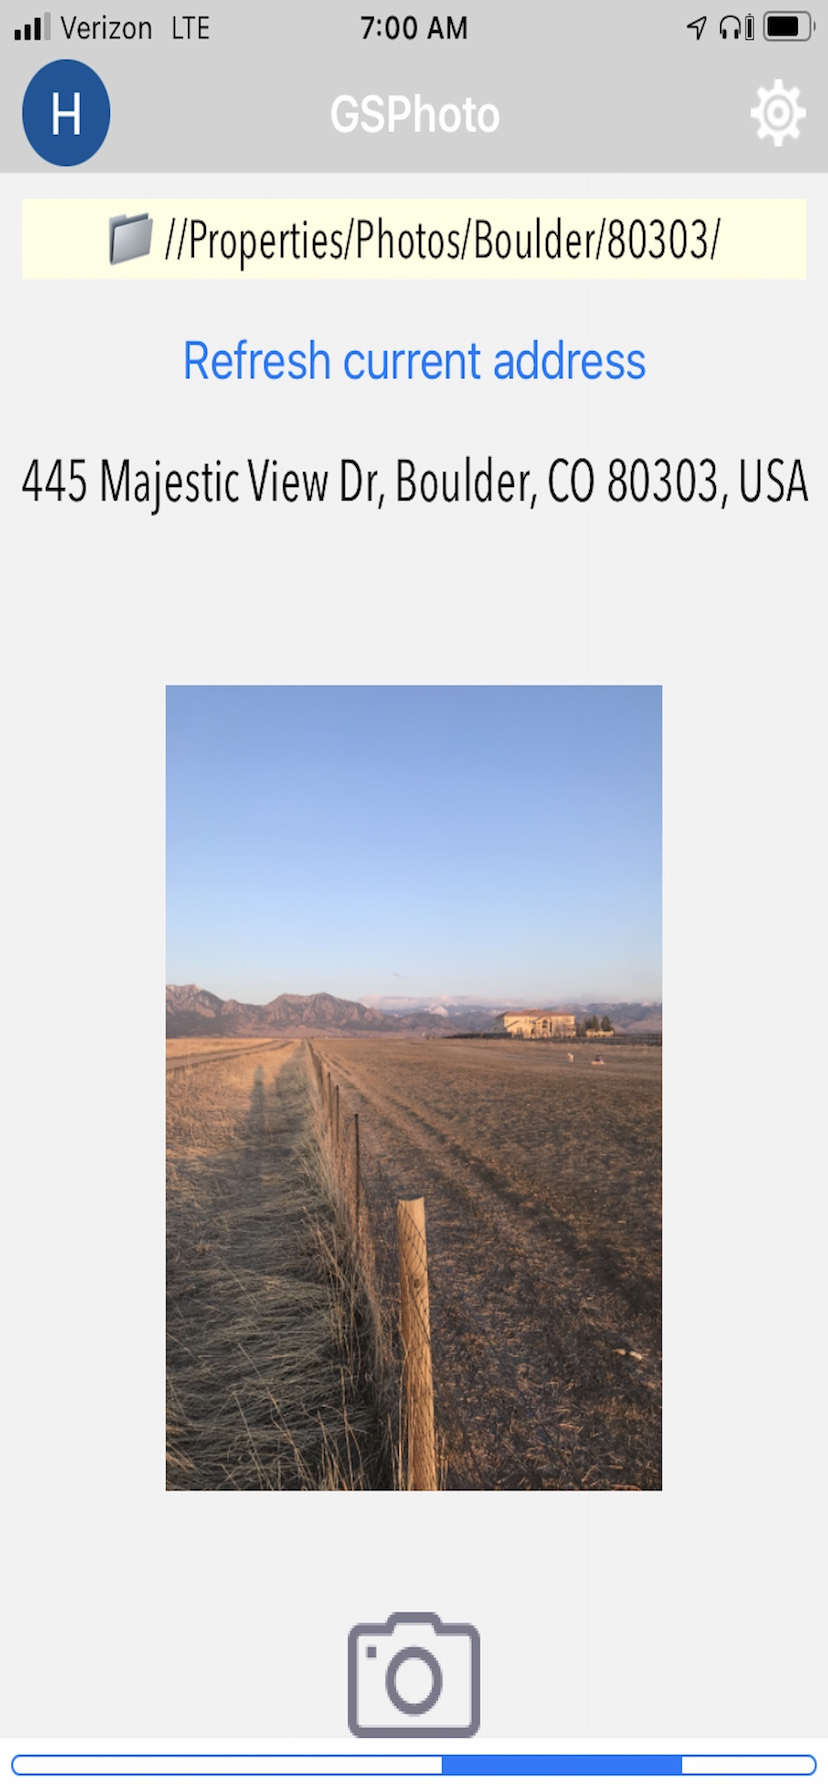 Verizon LTE 7:00 AM
H GSPhoto
//Properties/Photos/Boulder/80303/
Refresh current address
445 Majestic View Dr, Boulder, CO 80303, USA